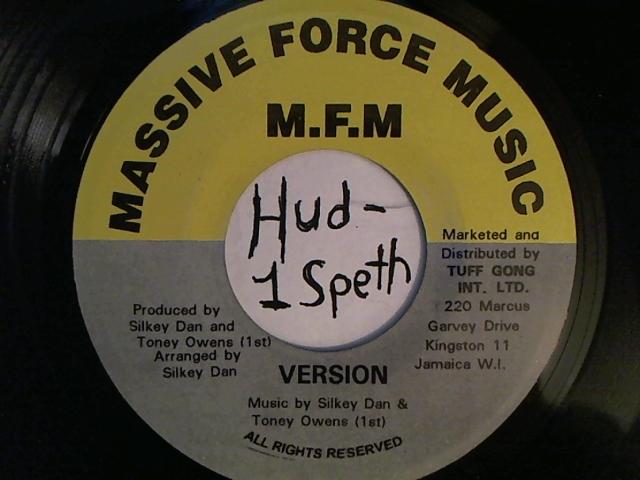 MASSIVE FORCE MUSIC
M.F.M
Hud-
1 Speth
Marketed and
Distributed by
TUFF GONG
INT. LTD.
220 Marcus
Garvey Drive
Kingston 11
Jamaica W.I.
Produced by
Silkey Dan and
Toney Owens (1st)
Arranged by
Silkey Dan
VERSION
Music by Silkey Dan &
Toney Owens (1st)
ALL RIGHTS RESERVED